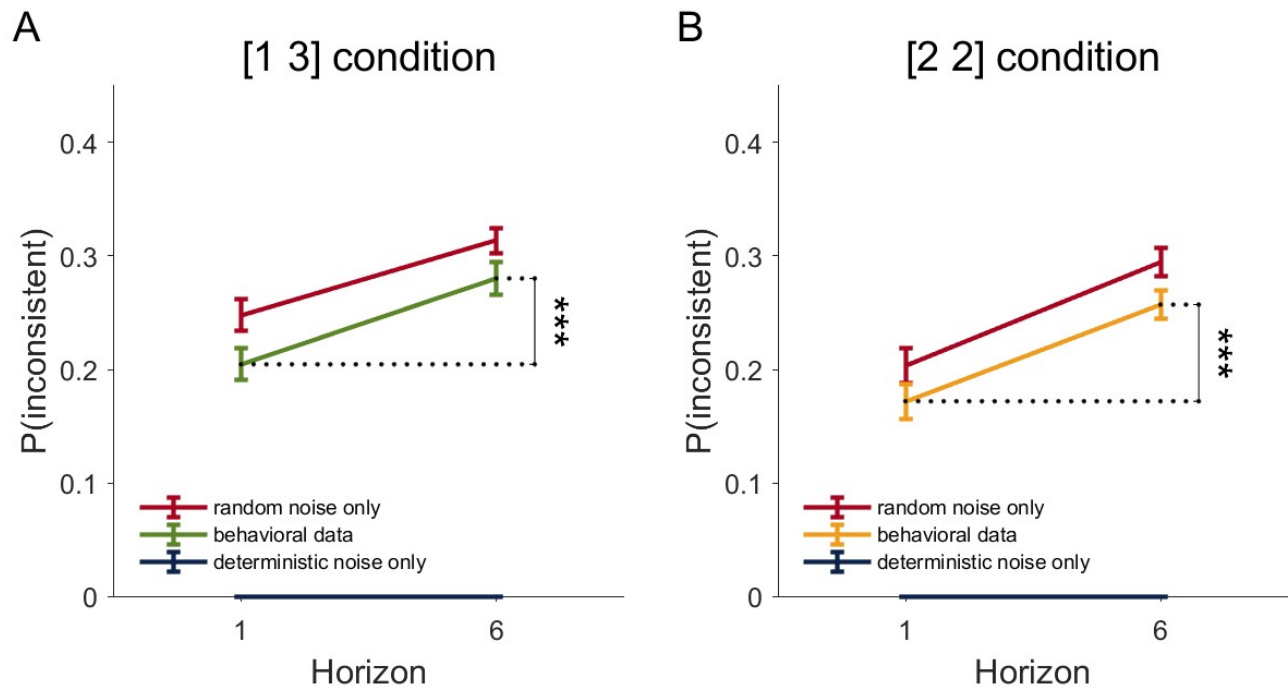 A
[1 3] condition
P(inconsistent)
0.4
0.3
0.2
0.1
0
***
random noise only
behavioral data
deterministic noise only
1
6
Horizon
B
[2 2] condition
P(inconsistent)
0.4
0.3
0.2
0.1
0
***
random noise only
behavioral data
deterministic noise only
1
6
Horizon